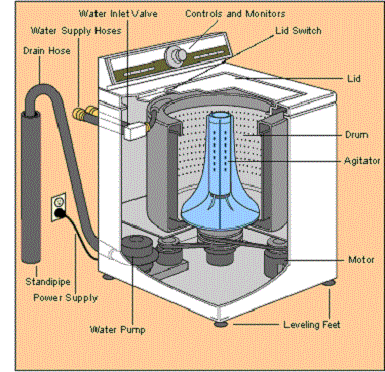 Water Inlet Valve
Controls and Monitors
Water Supply Hoses
Lid Switch
Drain Hose
Lid
Drum
Agitator
Motor
Standipipe
Power Supply
Water Pump
Leveling Feet